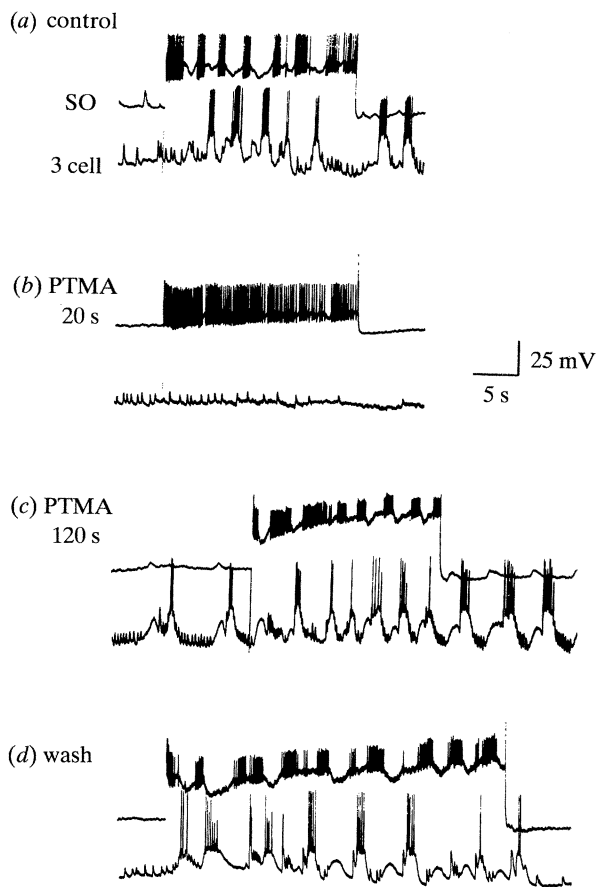 (a) control
SO
3 cell
(b) PTMA
20 s
25 mV
5 s
(c) PTMA
120 s
(d) wash